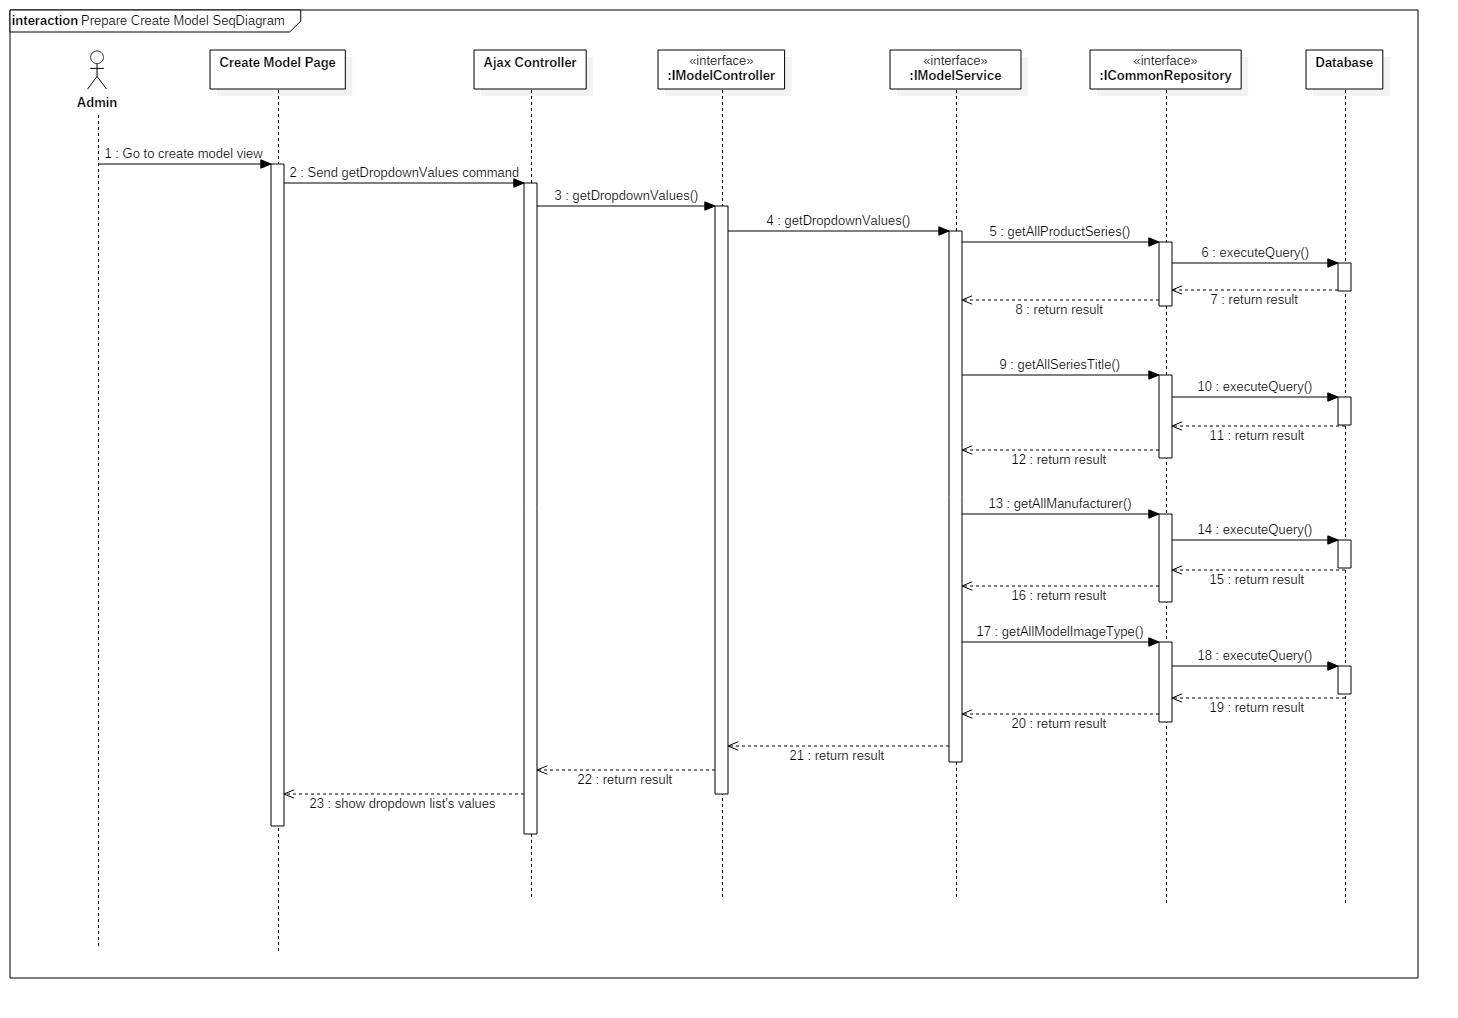 interaction Prepare Create Model SeqDiagram
Admin
Create Model Page
Ajax Controller
«interface»
:IModelController
«interface»
:IModelService
«interface»
:ICommonRepository
Database
1 : Go to create model view
2 : Send getDropdownValues command
3 : getDropdownValues()
4 : getDropdownValues()
5 : getAllProductSeries()
6 : executeQuery()
7 : return result
8 : return result
9 : getAllSeriesTitle()
10 : executeQuery()
11 : return result
12 : return result
13 : getAllManufacturer()
14 : executeQuery()
15 : return result
16 : return result
17 : getAllModelImageType()
18 : executeQuery()
19 : return result
20 : return result
21 : return result
22 : return result
23 : show dropdown list's values